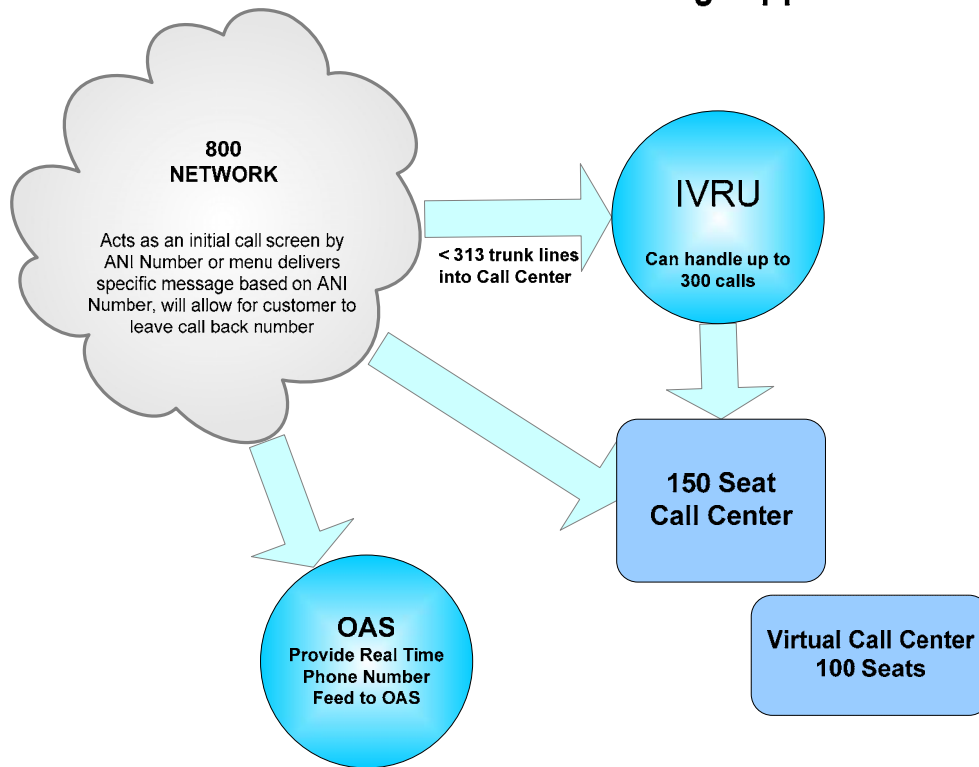 800
NETWORK
Acts as an initial call screen by
ANI Number or menu delivers
specific message based on ANI
Number, will allow for customer to
leave call back number
< 313 trunk lines
into Call Center
IVRU
Can handle up to
300 calls
150 Seat
Call Center
OAS
Provide Real Time
Phone Number
Feed to OAS
Virtual Call Center
100 Seats